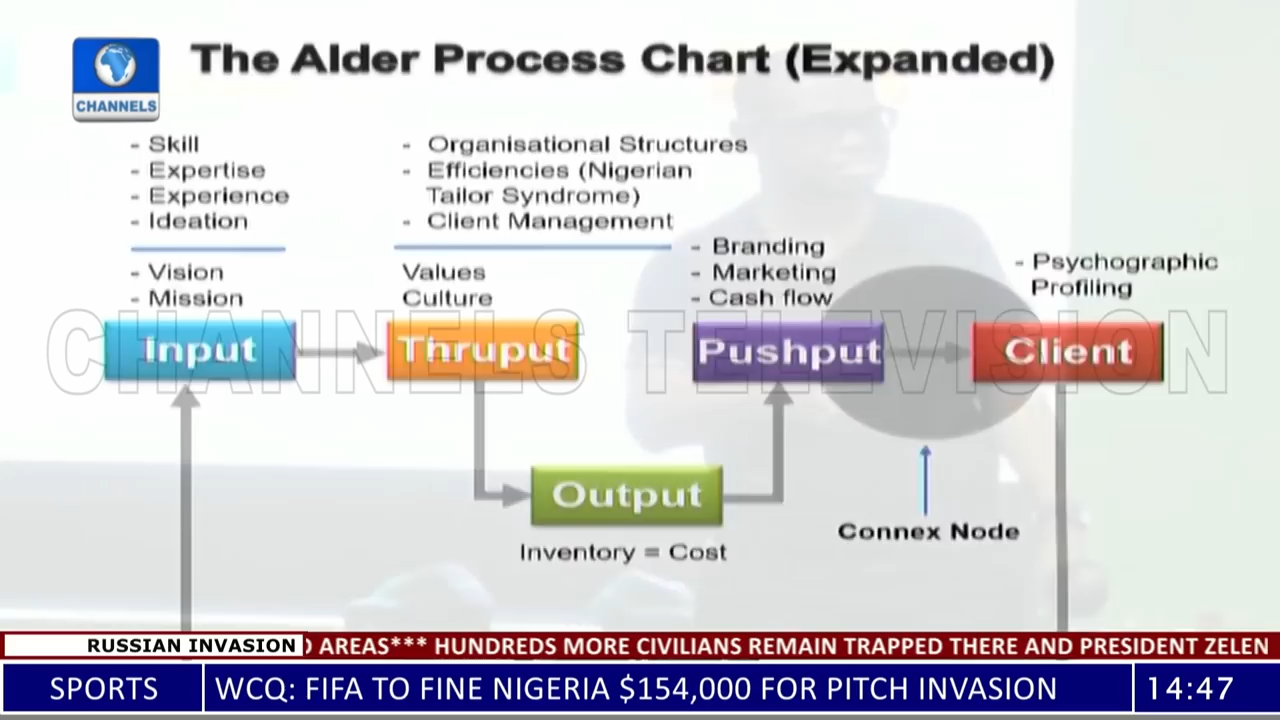 The Alder Process Chart (Expanded)
CHANNELS
- Skill
- Expertise
- Experience
- Ideation
- Vision
- Mission
- Organisational Structures
- Efficiencies (Nigerian
Tailor Syndrome)
- Client Management
Values
Culture
- Branding
- Marketing
- Cash flow
- Psychographic
Profiling
CHANNELS TELEVISION
Input
Thruput
Pushput
Client
Output
Inventory = Cost
Connex Node
RUSSIAN INVASION
AREAS*** HUNDREDS MORE CIVILIANS REMAIN TRAPPED THERE AND PRESIDENT ZELEN
SPORTS
WCQ: FIFA TO FINE NIGERIA $154,000 FOR PITCH INVASION
14:47